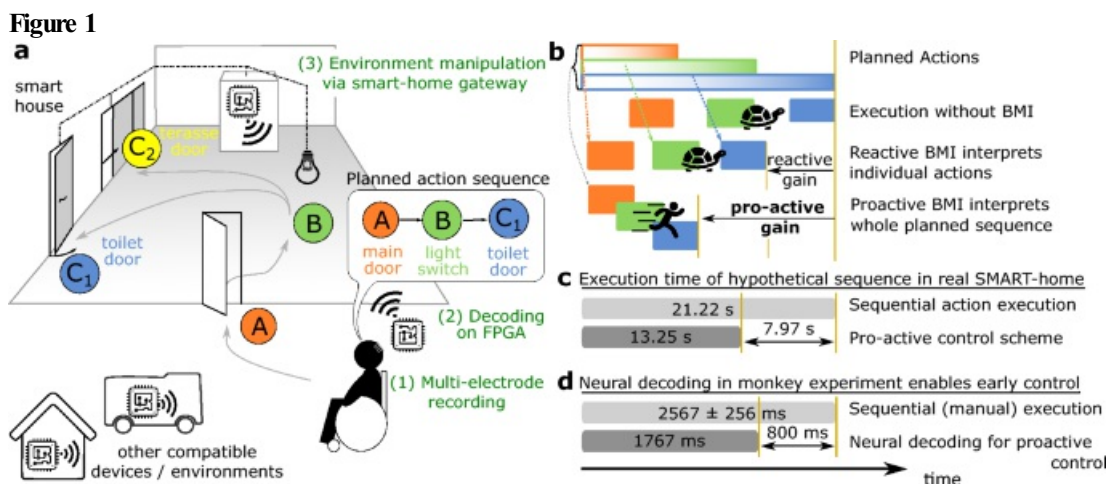 Figure 1
a
smart
house
(3) Environment manipulation
via smart-home gateway
C2
terasse
door
Planned action sequence
A
B
C1
main
door
light
switch
toilet
door
B
toilet
door
C1
A
(2) Decoding
on FPGA
(1) Multi-electrode
recording
other compatible
devices / environments
b
Planned Actions
Execution without BMI
Reactive BMI interprets
individual actions
reactive
gain
Proactive BMI interprets
whole planned sequence
pro-active
gain
c Execution time of hypothetical sequence in real SMART-home
21.22 s
Sequential action execution
13.25 s
7.97 s
Pro-active control scheme
d Neural decoding in monkey experiment enables early control
2567 ± 256 ms
Sequential (manual) execution
1767 ms
800 ms
Neural decoding for proactive
control
time